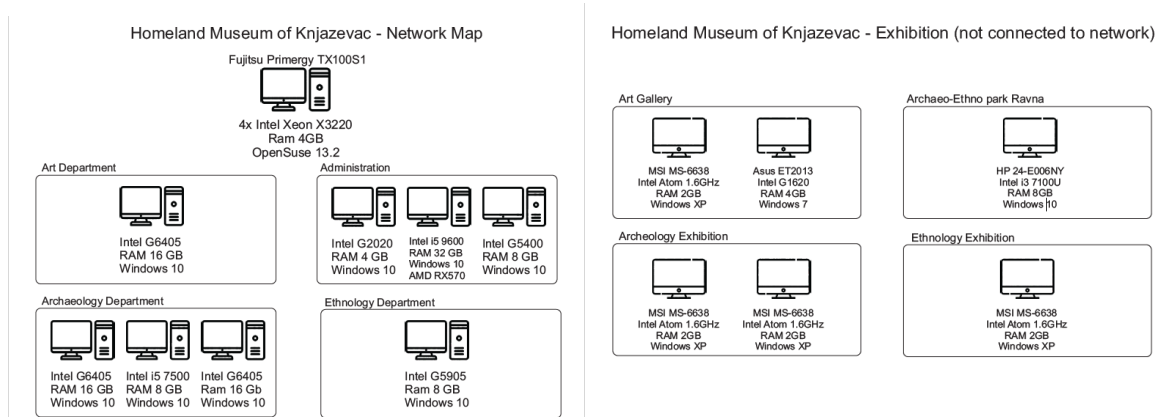 Homeland Museum of Knjazevac - Network Map
Fujitsu Primergy TX100S1
4x Intel Xeon X3220
Ram 4GB
OpenSuse 13.2
Art Department
Intel G6405
RAM 16 GB
Windows 10
Administration
Intel G2020
RAM 4 GB
Windows 10
Intel i5 9600
RAM 32 GB
Windows 10
AMD RX570
Intel G5400
RAM 8 GB
Windows 10
Archaeology Department
Intel G6405
RAM 16 GB
Windows 10
Intel i5 7500
RAM 8 GB
Windows 10
Intel G6405
Ram 16 Gb
Windows 10
Ethnology Department
Intel G5905
Ram 8 GB
Windows 10
Homeland Museum of Knjazevac - Exhibition (not connected to network)
Art Gallery
MSI MS-6638
Intel Atom 1.6GHz
RAM 2GB
Windows XP
Asus ET2013
Intel G1620
RAM 4GB
Windows 7
Archaeo-Ethno park Ravna
HP 24-E006NY
Intel i3 7100U
RAM 8GB
Windows 10
Archeology Exhibition
MSI MS-6638
Intel Atom 1.6GHz
RAM 2GB
Windows XP
MSI MS-6638
Intel Atom 1.6GHz
RAM 2GB
Windows XP
Ethnology Exhibition
MSI MS-6638
Intel Atom 1.6GHz
RAM 2GB
Windows XP